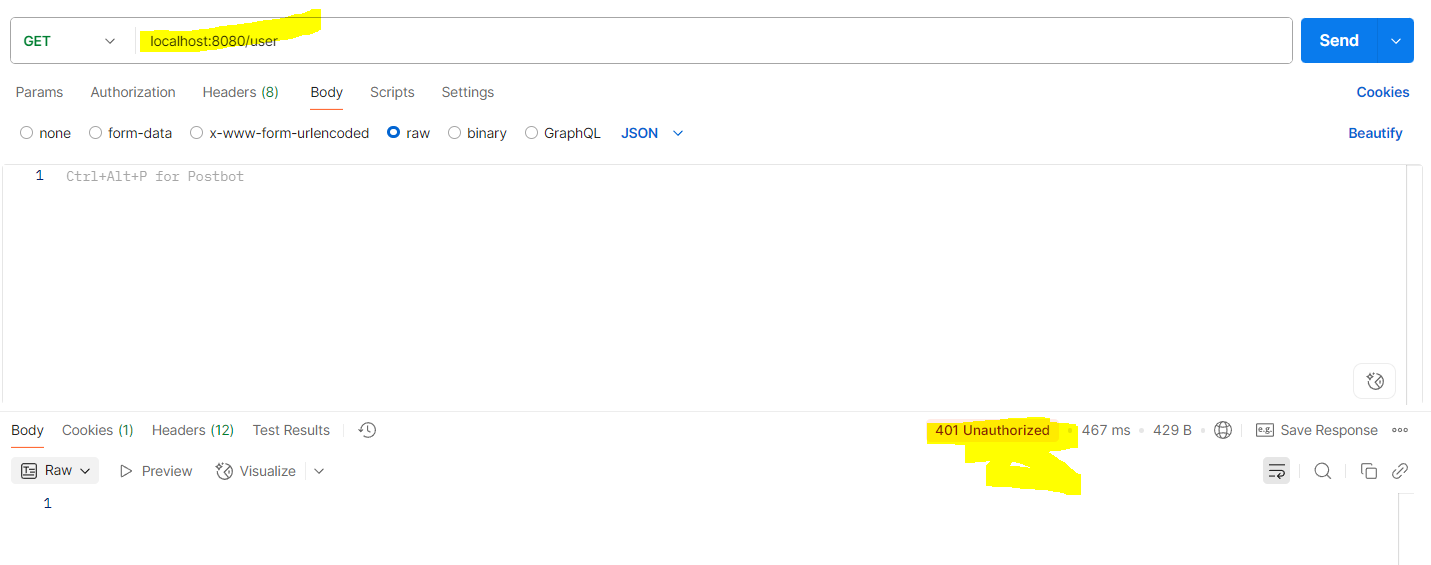 GET localhost:8080/user Send
Params Authorization Headers (8) Body Scripts Settings Cookies
none form-data x-www-form-urlencoded raw binary GraphQL JSON Beautify
1 Ctrl+Alt+P for Postbot
Body Cookies (1) Headers (12) Test Results 401 Unauthorized • 467 ms • 429 B e.g. Save Response
Raw Preview Visualize
1